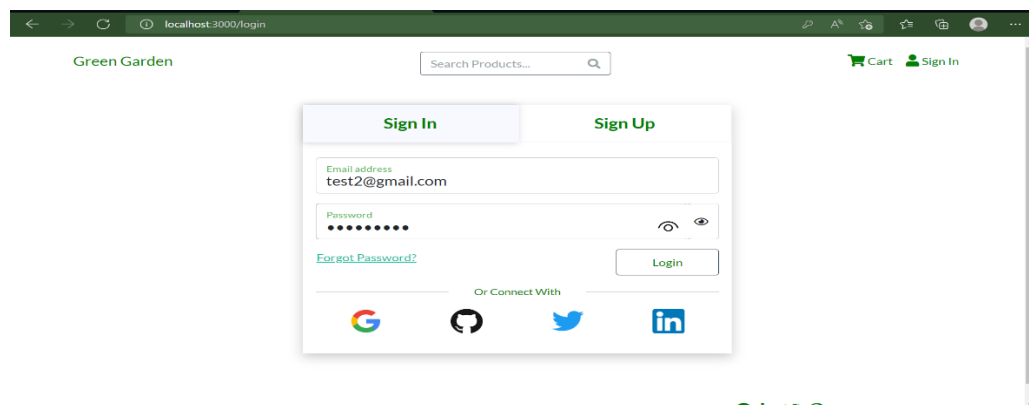 localhost:3000/login
Green Garden
Search Products...
Cart
Sign In
Sign In
Sign Up
Email address
test2@gmail.com
Password
Forgot Password?
Login
Or Connect With
in